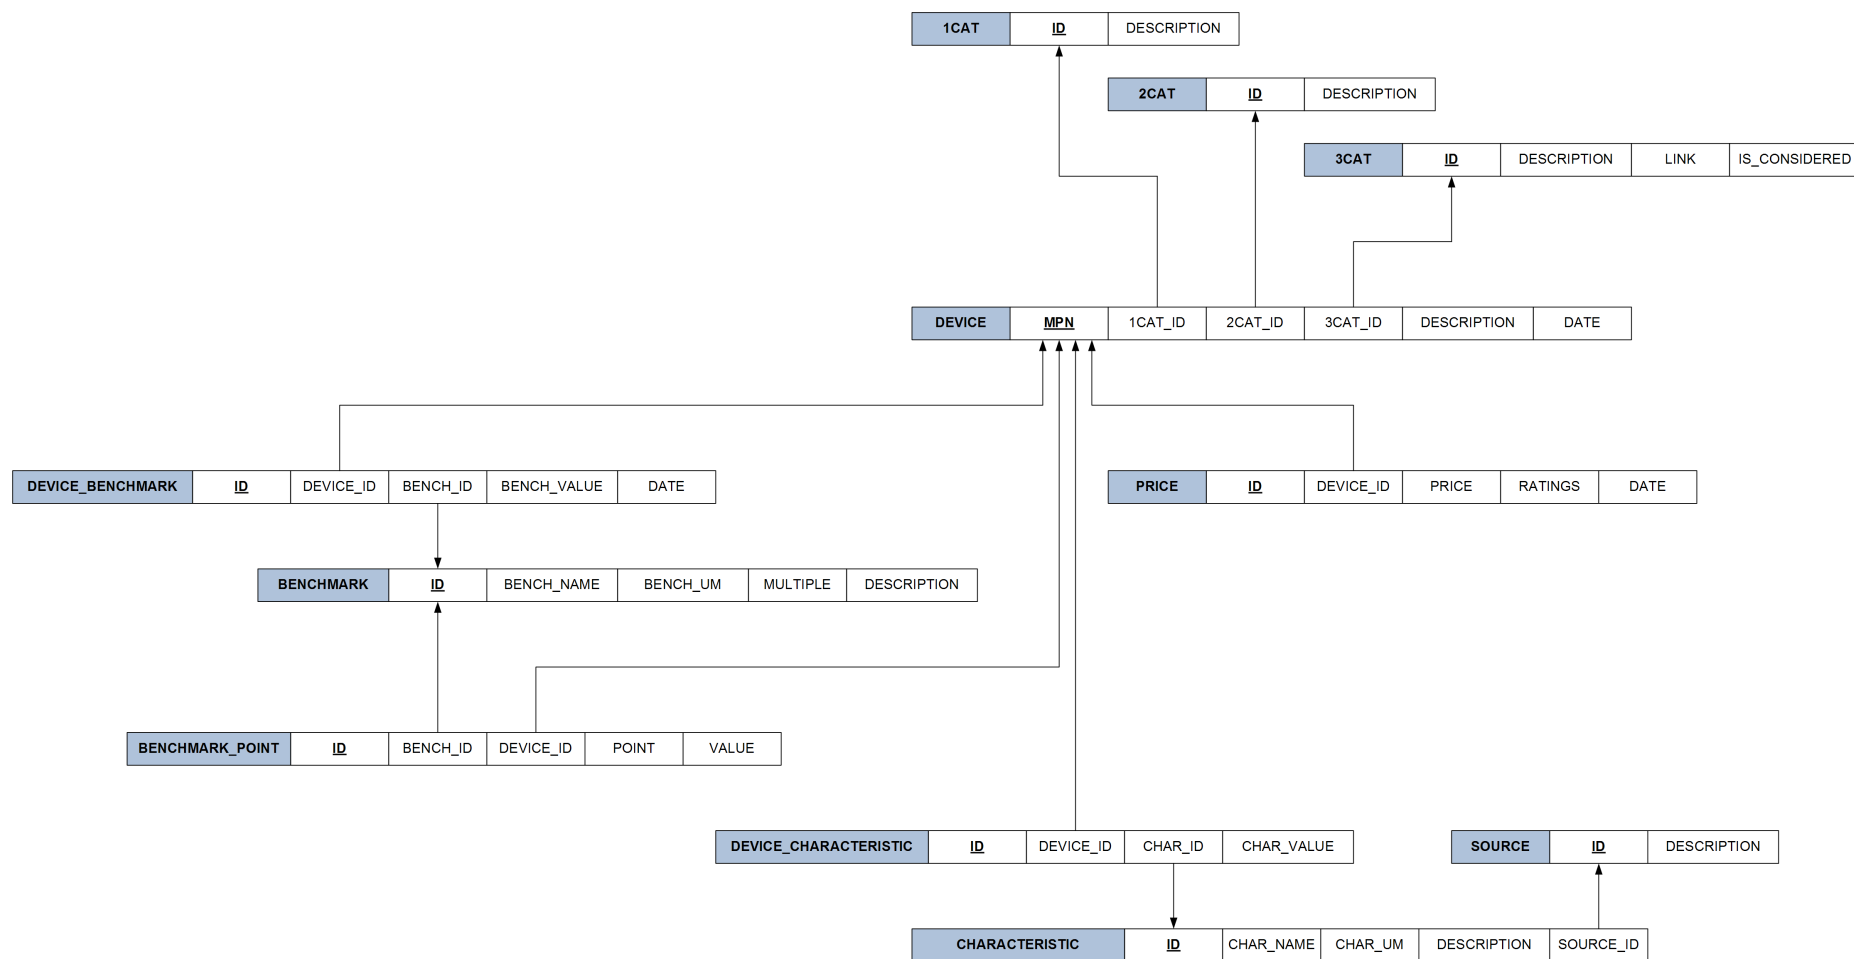 1CAT ID DESCRIPTION
2CAT ID DESCRIPTION
3CAT ID DESCRIPTION LINK IS_CONSIDERED
DEVICE MPN 1CAT_ID 2CAT_ID 3CAT_ID DESCRIPTION DATE
DEVICE_BENCHMARK ID DEVICE_ID BENCH_ID BENCH_VALUE DATE
PRICE ID DEVICE_ID PRICE RATINGS DATE
BENCHMARK ID BENCH_NAME BENCH_UM MULTIPLE DESCRIPTION
BENCHMARK_POINT ID BENCH_ID DEVICE_ID POINT VALUE
DEVICE_CHARACTERISTIC ID DEVICE_ID CHAR_ID CHAR_VALUE
SOURCE ID DESCRIPTION
CHARACTERISTIC ID CHAR_NAME CHAR_UM DESCRIPTION SOURCE_ID